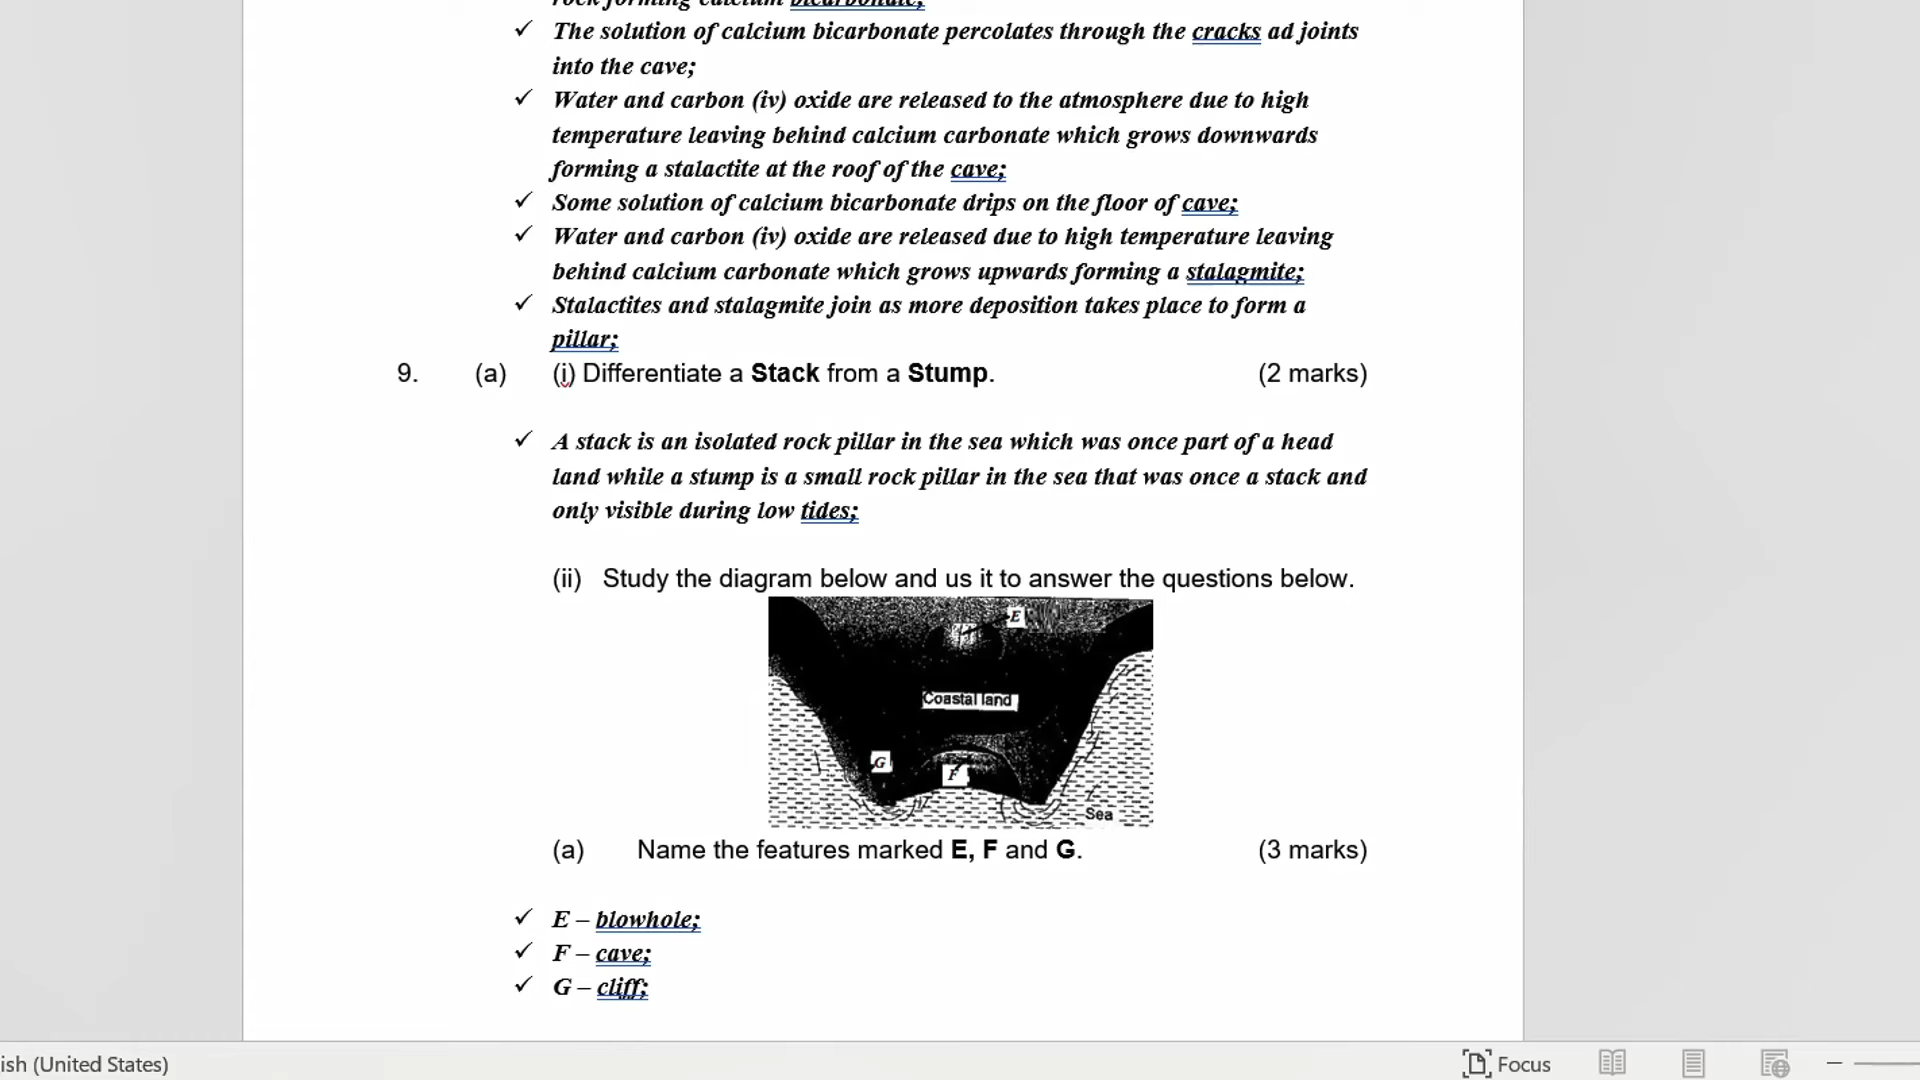 rock forming calcium bicarbonate;
✓ The solution of calcium bicarbonate percolates through the cracks ad joints
into the cave;
✓ Water and carbon (iv) oxide are released to the atmosphere due to high
temperature leaving behind calcium carbonate which grows downwards
forming a stalactite at the roof of the cave;
✓ Some solution of calcium bicarbonate drips on the floor of cave;
✓ Water and carbon (iv) oxide are released due to high temperature leaving
behind calcium carbonate which grows upwards forming a stalagmite;
✓ Stalactites and stalagmite join as more deposition takes place to form a
pillar;
9. (a) (i) Differentiate a Stack from a Stump. (2 marks)
✓ A stack is an isolated rock pillar in the sea which was once part of a head
land while a stump is a small rock pillar in the sea that was once a stack and
only visible during low tides;
(ii) Study the diagram below and us it to answer the questions below.
E
Coastal land
G
F
Sea
(a) Name the features marked E, F and G. (3 marks)
✓ E – blowhole;
✓ F – cave;
✓ G – cliff;
ish (United States)
Focus